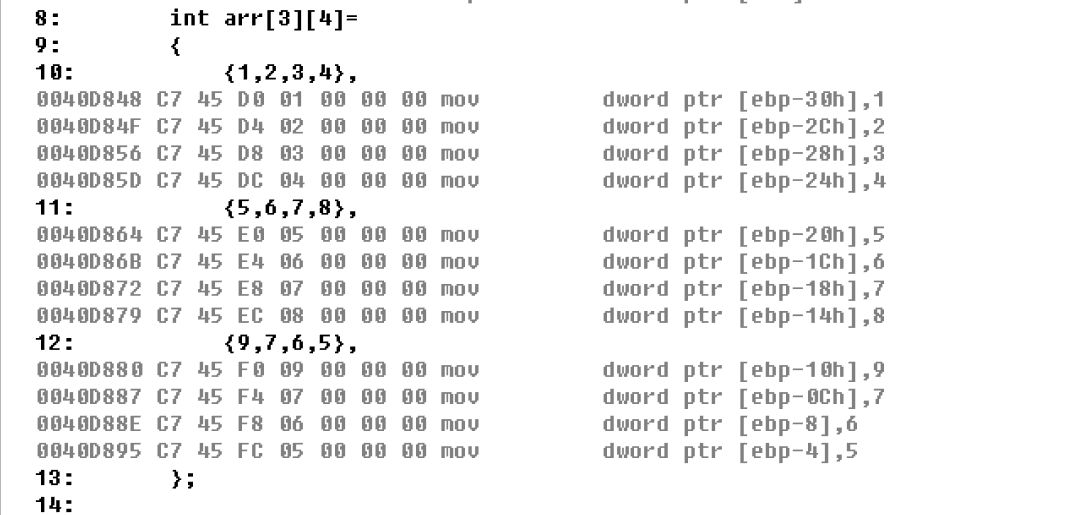 8: int arr[3][4]=
9: {
10: {1,2,3,4},
0040D848 C7 45 D0 01 00 00 00 mov dword ptr [ebp-30h],1
0040D84F C7 45 D4 02 00 00 00 mov dword ptr [ebp-2Ch],2
0040D856 C7 45 D8 03 00 00 00 mov dword ptr [ebp-28h],3
0040D85D C7 45 DC 04 00 00 00 mov dword ptr [ebp-24h],4
11: {5,6,7,8},
0040D864 C7 45 E0 05 00 00 00 mov dword ptr [ebp-20h],5
0040D86B C7 45 E4 06 00 00 00 mov dword ptr [ebp-1Ch],6
0040D872 C7 45 E8 07 00 00 00 mov dword ptr [ebp-18h],7
0040D879 C7 45 EC 08 00 00 00 mov dword ptr [ebp-14h],8
12: {9,7,6,5},
0040D880 C7 45 F0 09 00 00 00 mov dword ptr [ebp-10h],9
0040D887 C7 45 F4 07 00 00 00 mov dword ptr [ebp-0Ch],7
0040D88E C7 45 F8 06 00 00 00 mov dword ptr [ebp-8],6
0040D895 C7 45 FC 05 00 00 00 mov dword ptr [ebp-4],5
13: };
14: